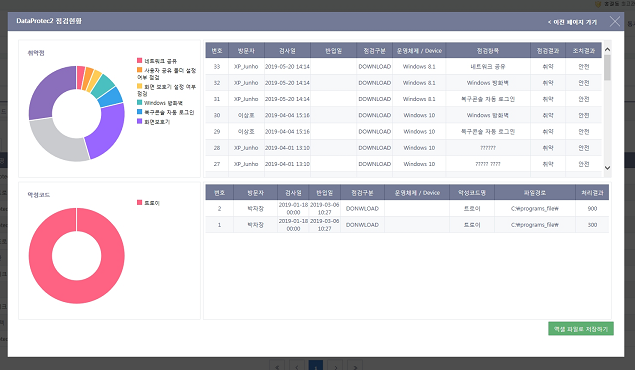 DataProtec2 점검현황
< 이전 페이지 가기
취약점
네트워크 공유
사용자 공유 폴더 설정
여부 점검
화면 보호기 설정 여부
점검
Windows 방화벽
복구콘솔 자동 로그인
화면보호기
번호 방문자 검사일 반입일 점검구분 운영체제 / Device 점검항목 점검결과 조치결과
33 XP_Junho 2019-05-20 14:14 DOWNLOAD Windows 8.1 네트워크 공유 취약 안전
32 XP_Junho 2019-05-20 14:14 DOWNLOAD Windows 8.1 Windows 방화벽 취약 안전
31 XP_Junho 2019-05-20 14:14 DOWNLOAD Windows 8.1 복구콘솔 자동 로그인 취약 안전
30 이상호 2019-04-04 15:16 DOWNLOAD Windows 10 Windows 방화벽 취약 안전
29 이상호 2019-04-04 15:16 DOWNLOAD Windows 10 복구콘솔 자동 로그인 취약 안전
28 XP_Junho 2019-04-01 13:10 DOWNLOAD Windows 10 ?????? 취약 안전
27 XP_Junho 2019-04-01 13:10 DOWNLOAD Windows 10 ????? ???? 취약 안전
악성코드
트로이
번호 방문자 검사일 반입일 점검구분 운영체제 / Device 악성코드명 파일경로 처리결과
2 박차장 2019-01-18 00:00 2019-03-06 10:27 DONWLOAD 트로이 C:₩programs_file₩ 900
1 박차장 2019-01-18 00:00 2019-03-06 10:27 DONWLOAD 트로이 C:₩programs_file₩ 300
엑셀 파일로 저장하기